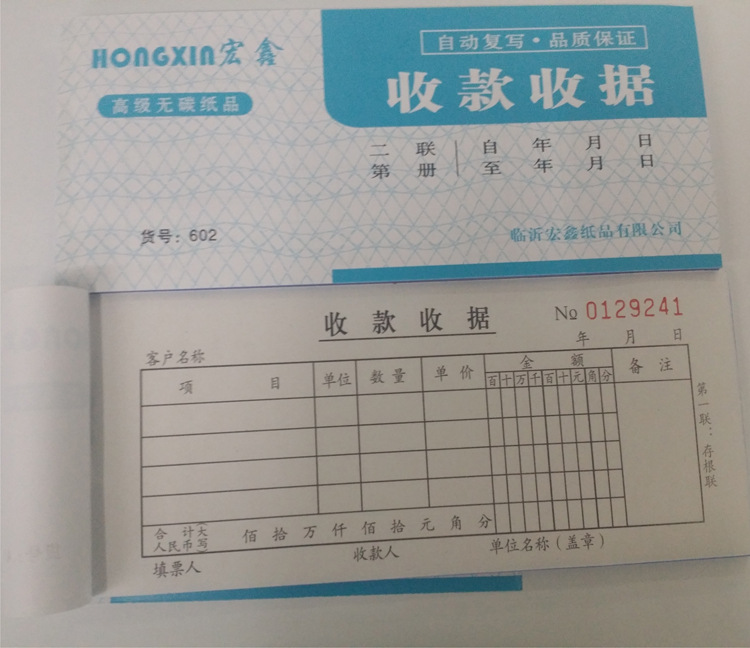 HONGXIN宏鑫
高级无碳纸品
自动复写·品质保证
收款收据
二联 自 年 月 日
第册 至 年 月 日
货号：602
临沂宏鑫纸品有限公司
收款收据
№ 0129241
年 月 日
客户名称
项目 单位 数量 单价 金额 备注
百十万千百十元角分
第一联：存根联
合计大
人民币写
佰拾万仟佰拾元角分
填票人 收款人 单位名称（盖章）